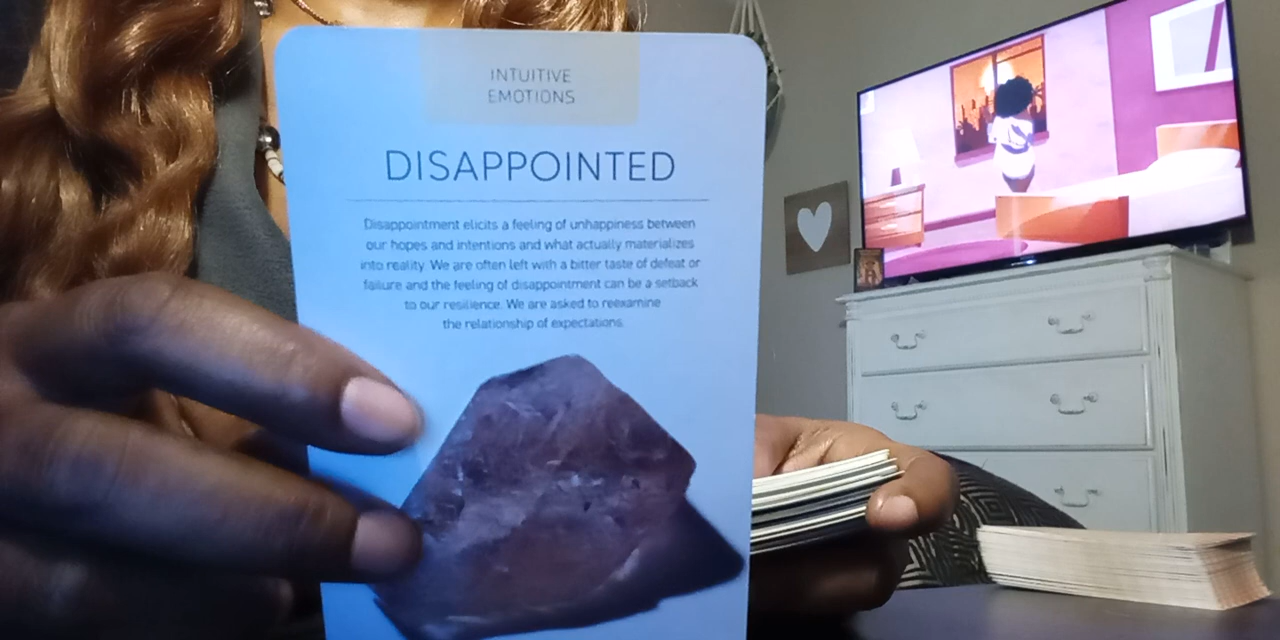 INTUITIVE
EMOTIONS
DISAPPOINTED
Disappointment elicits a feeling of unhappiness between
our hopes and intentions and what actually materializes
into reality. We are often left with a bitter taste of defeat or
failure and the feeling of disappointment can be a setback
to our resilience. We are asked to reexamine
the relationship of expectations.